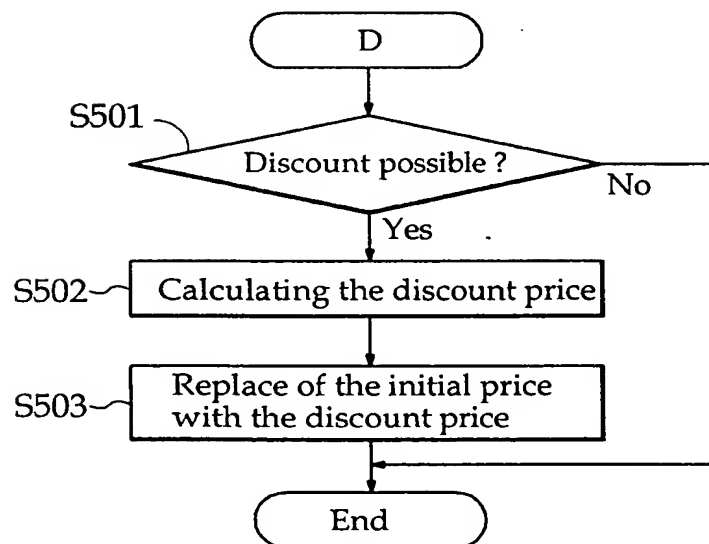 D
S501
Discount possible ?
No
Yes
S502
Calculating the discount price
S503
Replace of the initial price
with the discount price
End